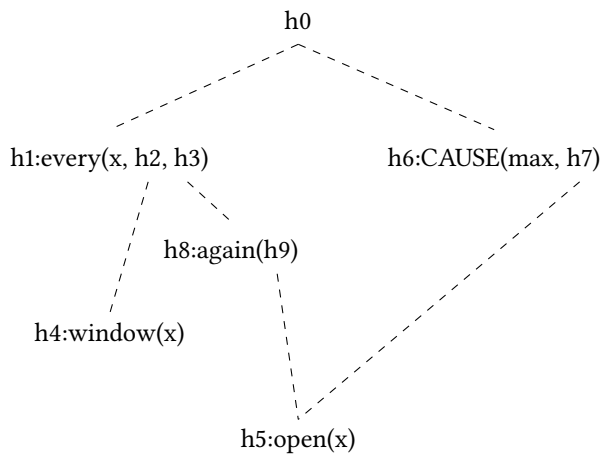 h0
h1:every(x, h2, h3)
h6:CAUSE(max, h7)
h8:again(h9)
h4:window(x)
h5:open(x)